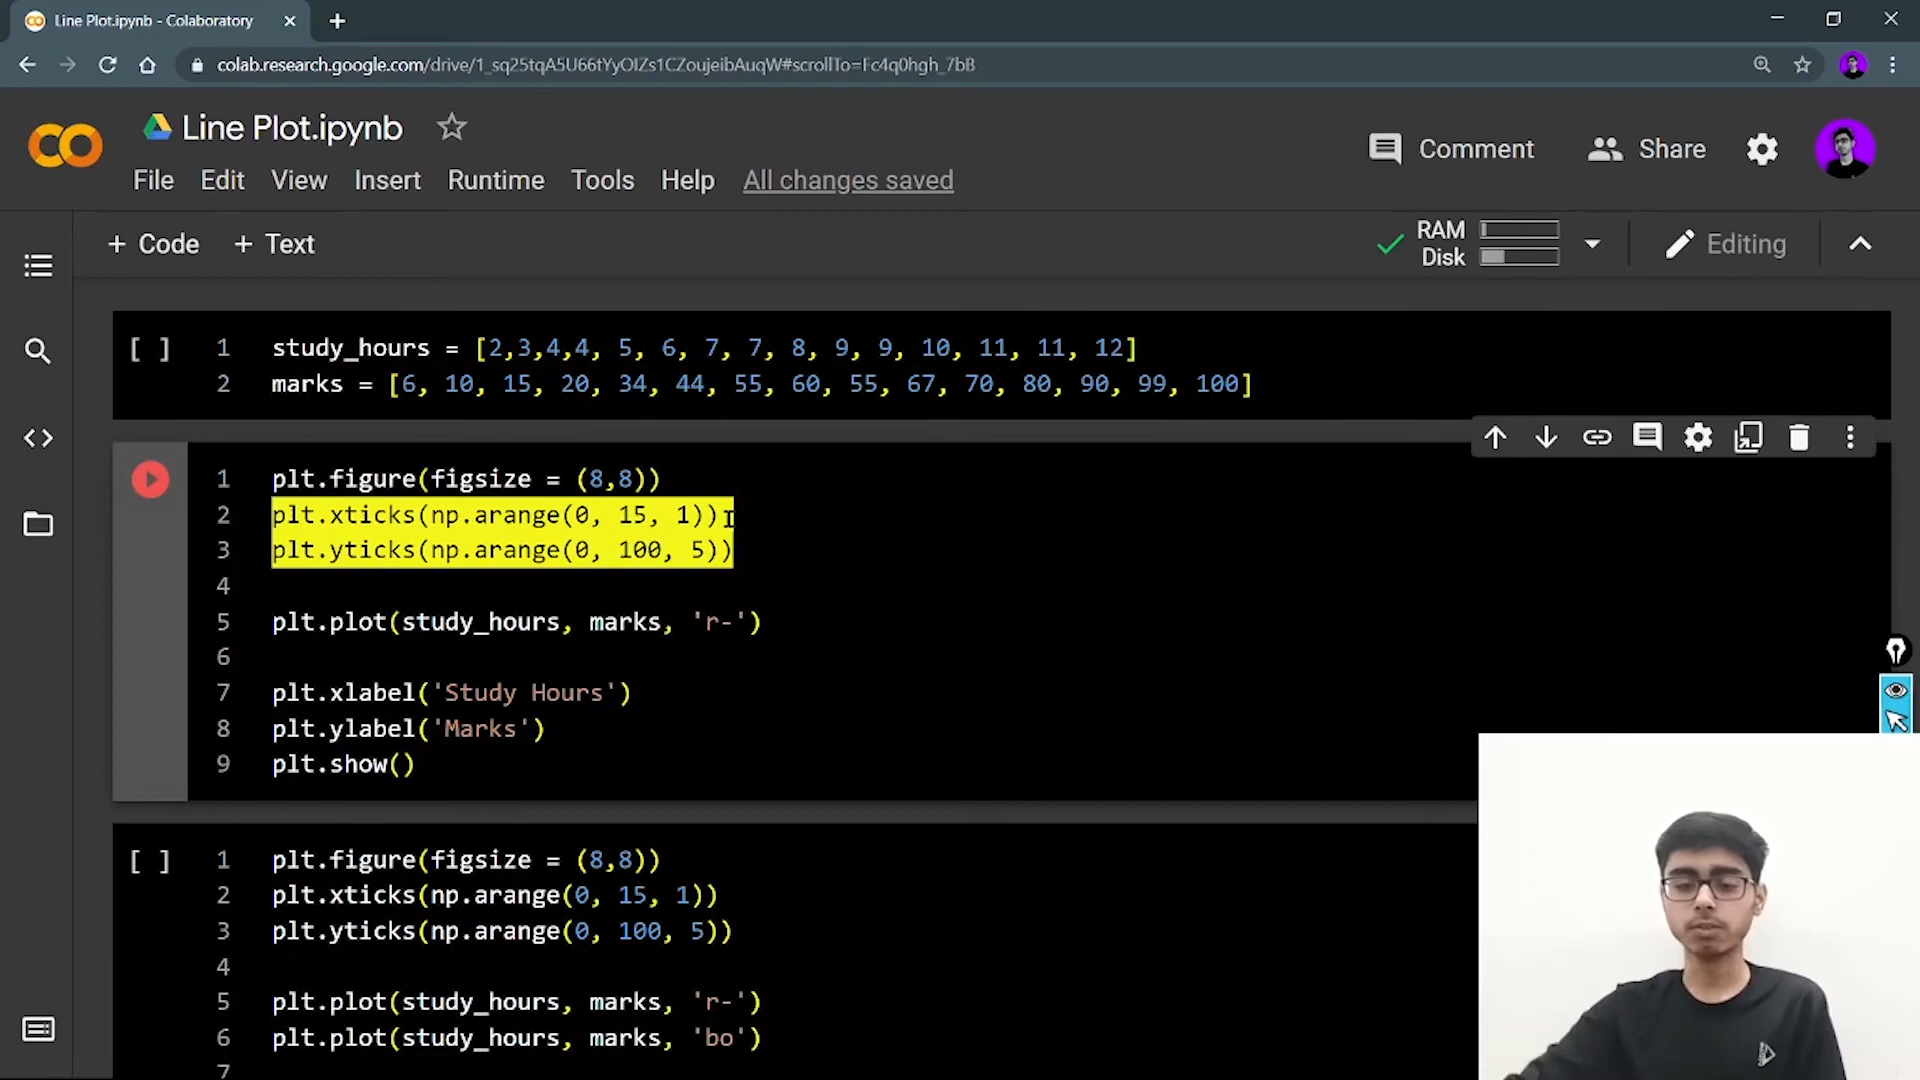 Line Plot.ipynb - Colaboratory
colab.research.google.com/drive/1_sq25tqA5U66tYyOIZs1CZoujeibAuqW#scrollTo=Fc4q0hgh_7bB
Line Plot.ipynb
Comment Share
File Edit View Insert Runtime Tools Help All changes saved
+ Code + Text
RAM
Disk
Editing
[ ] 1 study_hours = [2,3,4,4, 5, 6, 7, 7, 8, 9, 9, 10, 11, 11, 12]
2 marks = [6, 10, 15, 20, 34, 44, 55, 60, 55, 67, 70, 80, 90, 99, 100]
1 plt.figure(figsize = (8,8))
2 plt.xticks(np.arange(0, 15, 1))
3 plt.yticks(np.arange(0, 100, 5))
4
5 plt.plot(study_hours, marks, 'r-')
6
7 plt.xlabel('Study Hours')
8 plt.ylabel('Marks')
9 plt.show()
[ ] 1 plt.figure(figsize = (8,8))
2 plt.xticks(np.arange(0, 15, 1))
3 plt.yticks(np.arange(0, 100, 5))
4
5 plt.plot(study_hours, marks, 'r-')
6 plt.plot(study_hours, marks, 'bo')
7